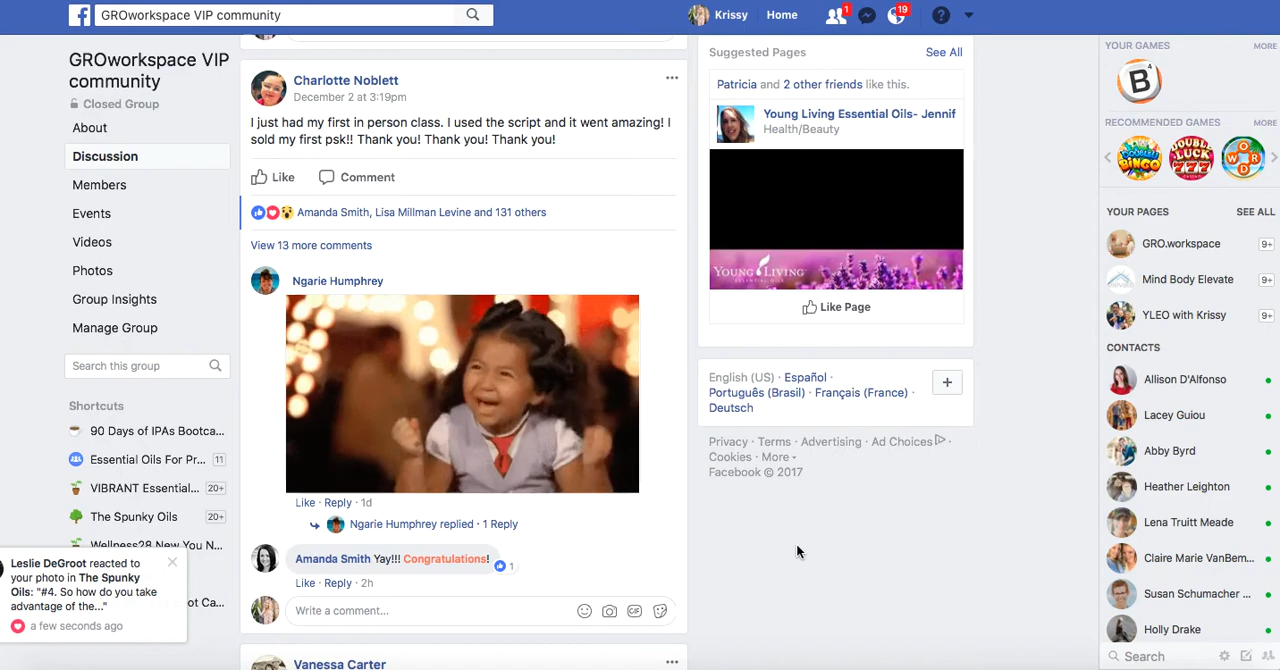 GROworkspace VIP community
Krissy
Home
1
19
GROworkspace VIP
community
Closed Group
About
Discussion
Members
Events
Videos
Photos
Group Insights
Manage Group
Search this group
Shortcuts
90 Days of IPAs Bootca...
Essential Oils For Pr... 11
VIBRANT Essential... 20+
The Spunky Oils 20+
Wellness28 New You N...
Leslie DeGroot reacted to
your photo in The Spunky
Oils: "#4. So how do you take
advantage of the..."
a few seconds ago
Charlotte Noblett
December 2 at 3:19pm
I just had my first in person class. I used the script and it went amazing! I
sold my first psk!! Thank you! Thank you! Thank you!
Like Comment
Amanda Smith, Lisa Millman Levine and 131 others
View 13 more comments
Ngarie Humphrey
Like · Reply · 1d
Ngarie Humphrey replied · 1 Reply
Amanda Smith Yay!!! Congratulations!
1
Like · Reply · 2h
Write a comment...
GIF
Vanessa Carter
Suggested Pages See All
Patricia and 2 other friends like this.
Young Living Essential Oils- Jennif
Health/Beauty
YOUNG LIVING
ESSENTIAL OILS
Like Page
English (US) · Español ·
Português (Brasil) · Français (France) ·
Deutsch
Privacy · Terms · Advertising · Ad Choices ·
Cookies · More
Facebook © 2017
YOUR GAMES MORE
B 4
RECOMMENDED GAMES MORE
DOUBLE BINGO
DOUBLE LUCK 777
WORD
YOUR PAGES SEE ALL
GRO.workspace 9+
Mind Body Elevate 9+
YLEO with Krissy 9+
CONTACTS
Allison D'Alfonso
Lacey Guiou
Abby Byrd
Heather Leighton
Lena Truitt Meade
Claire Marie VanBem...
Susan Schumacher ...
Holly Drake
Search